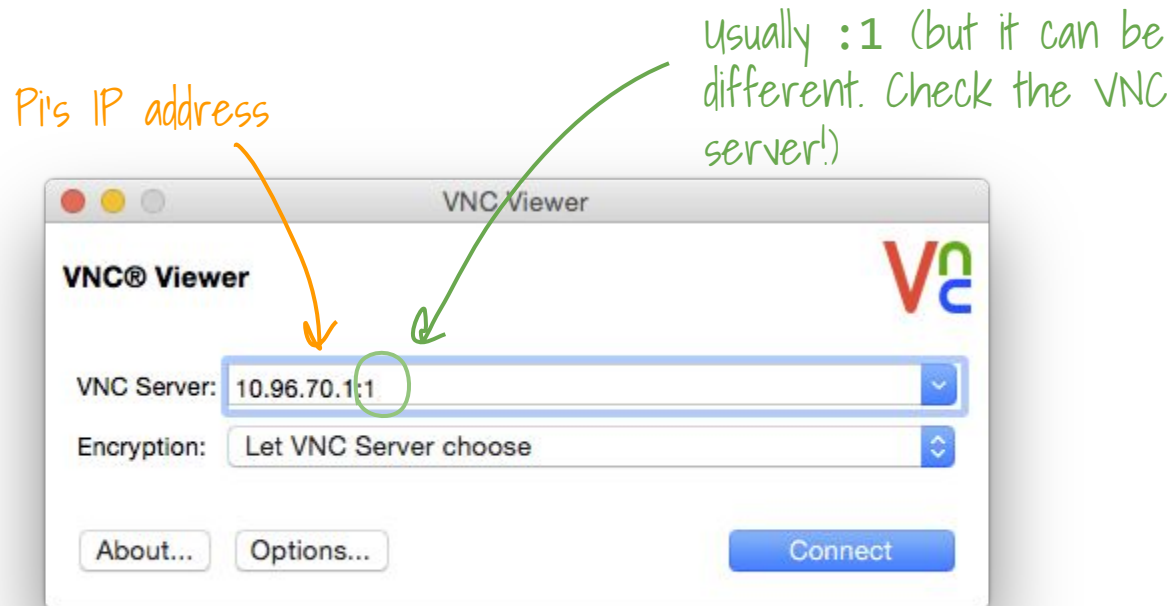 Usually :1 (but it can be
different. Check the VNC
server!)
Pi's IP address
VNC Viewer
VNC® Viewer
VNC
VNC Server: 10.96.70.1:1
Encryption: Let VNC Server choose
About... Options... Connect